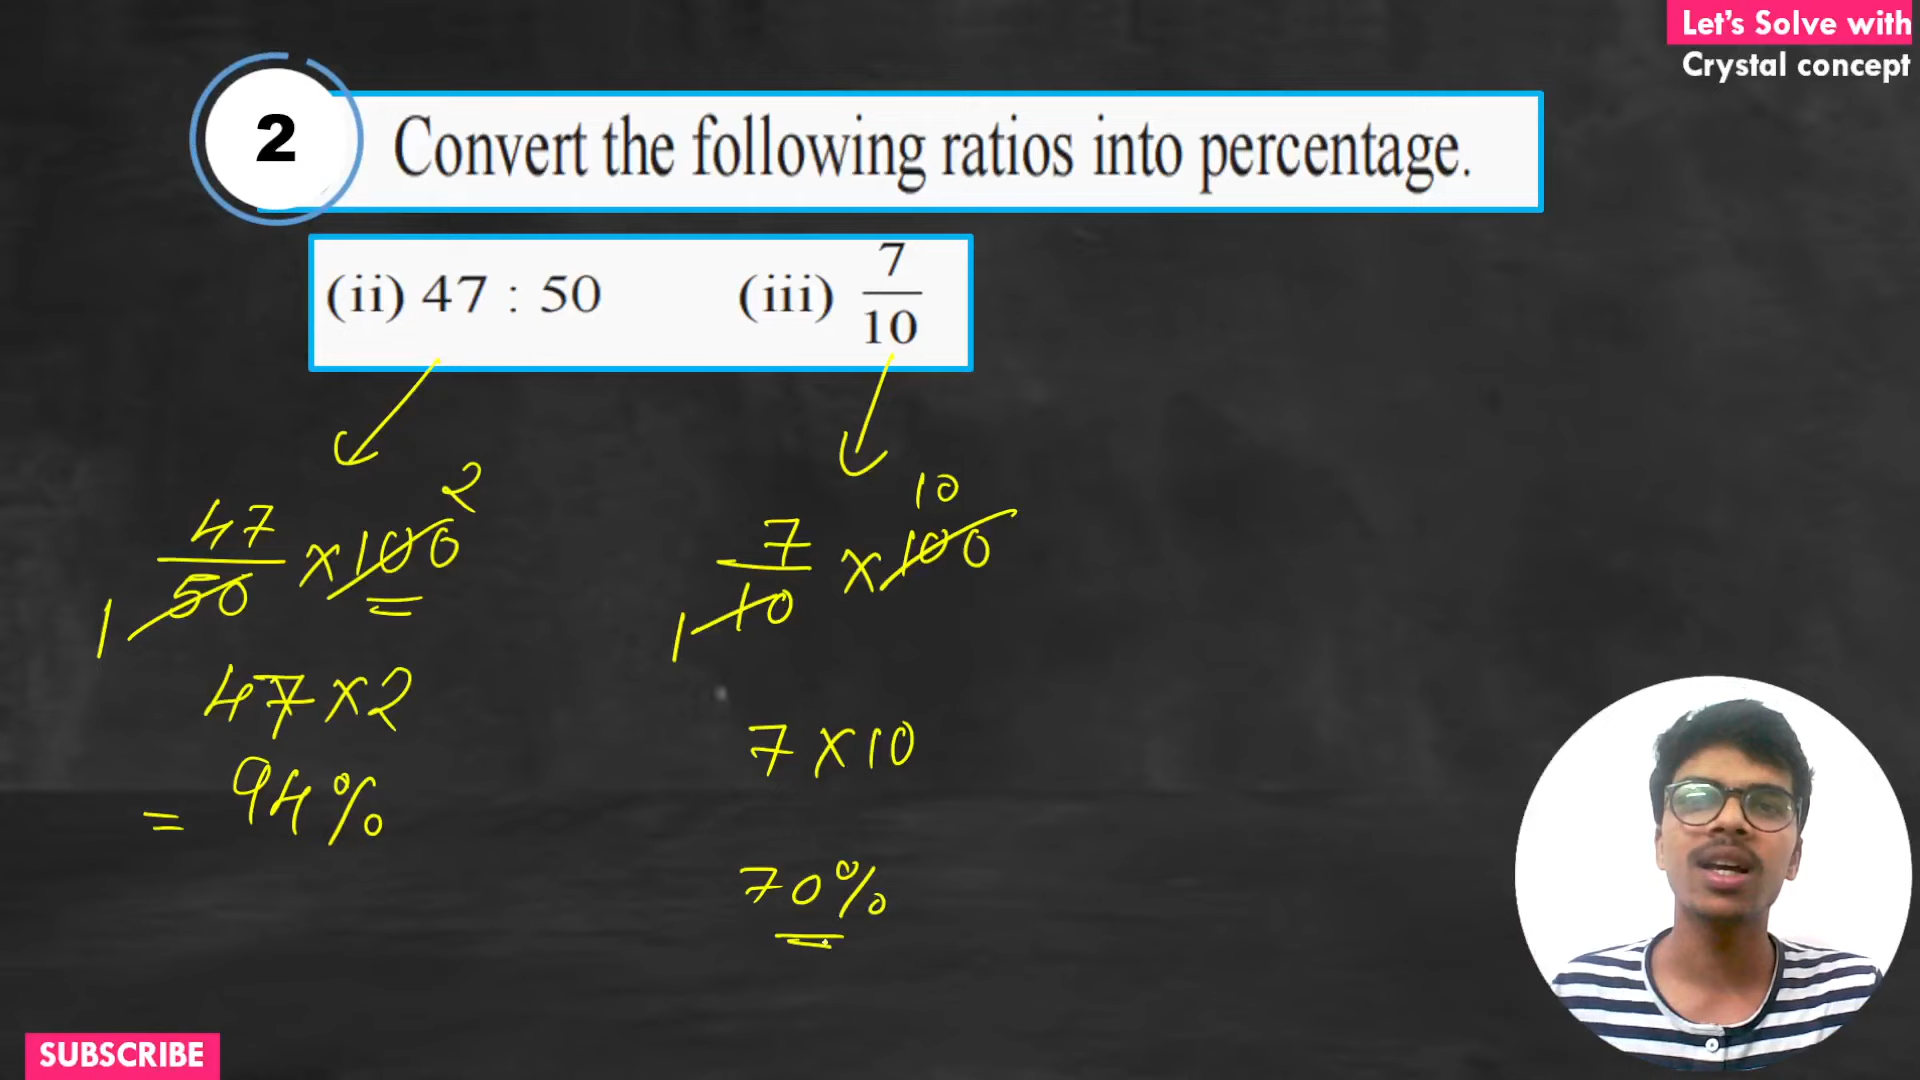 Let's Solve with
Crystal concept
2 Convert the following ratios into percentage.
(ii) 47 : 50 (iii) 7/10
47/50 × 100 2
1
47 × 2
= 94%
7/10 × 100 10
1
7 × 10
70%
SUBSCRIBE